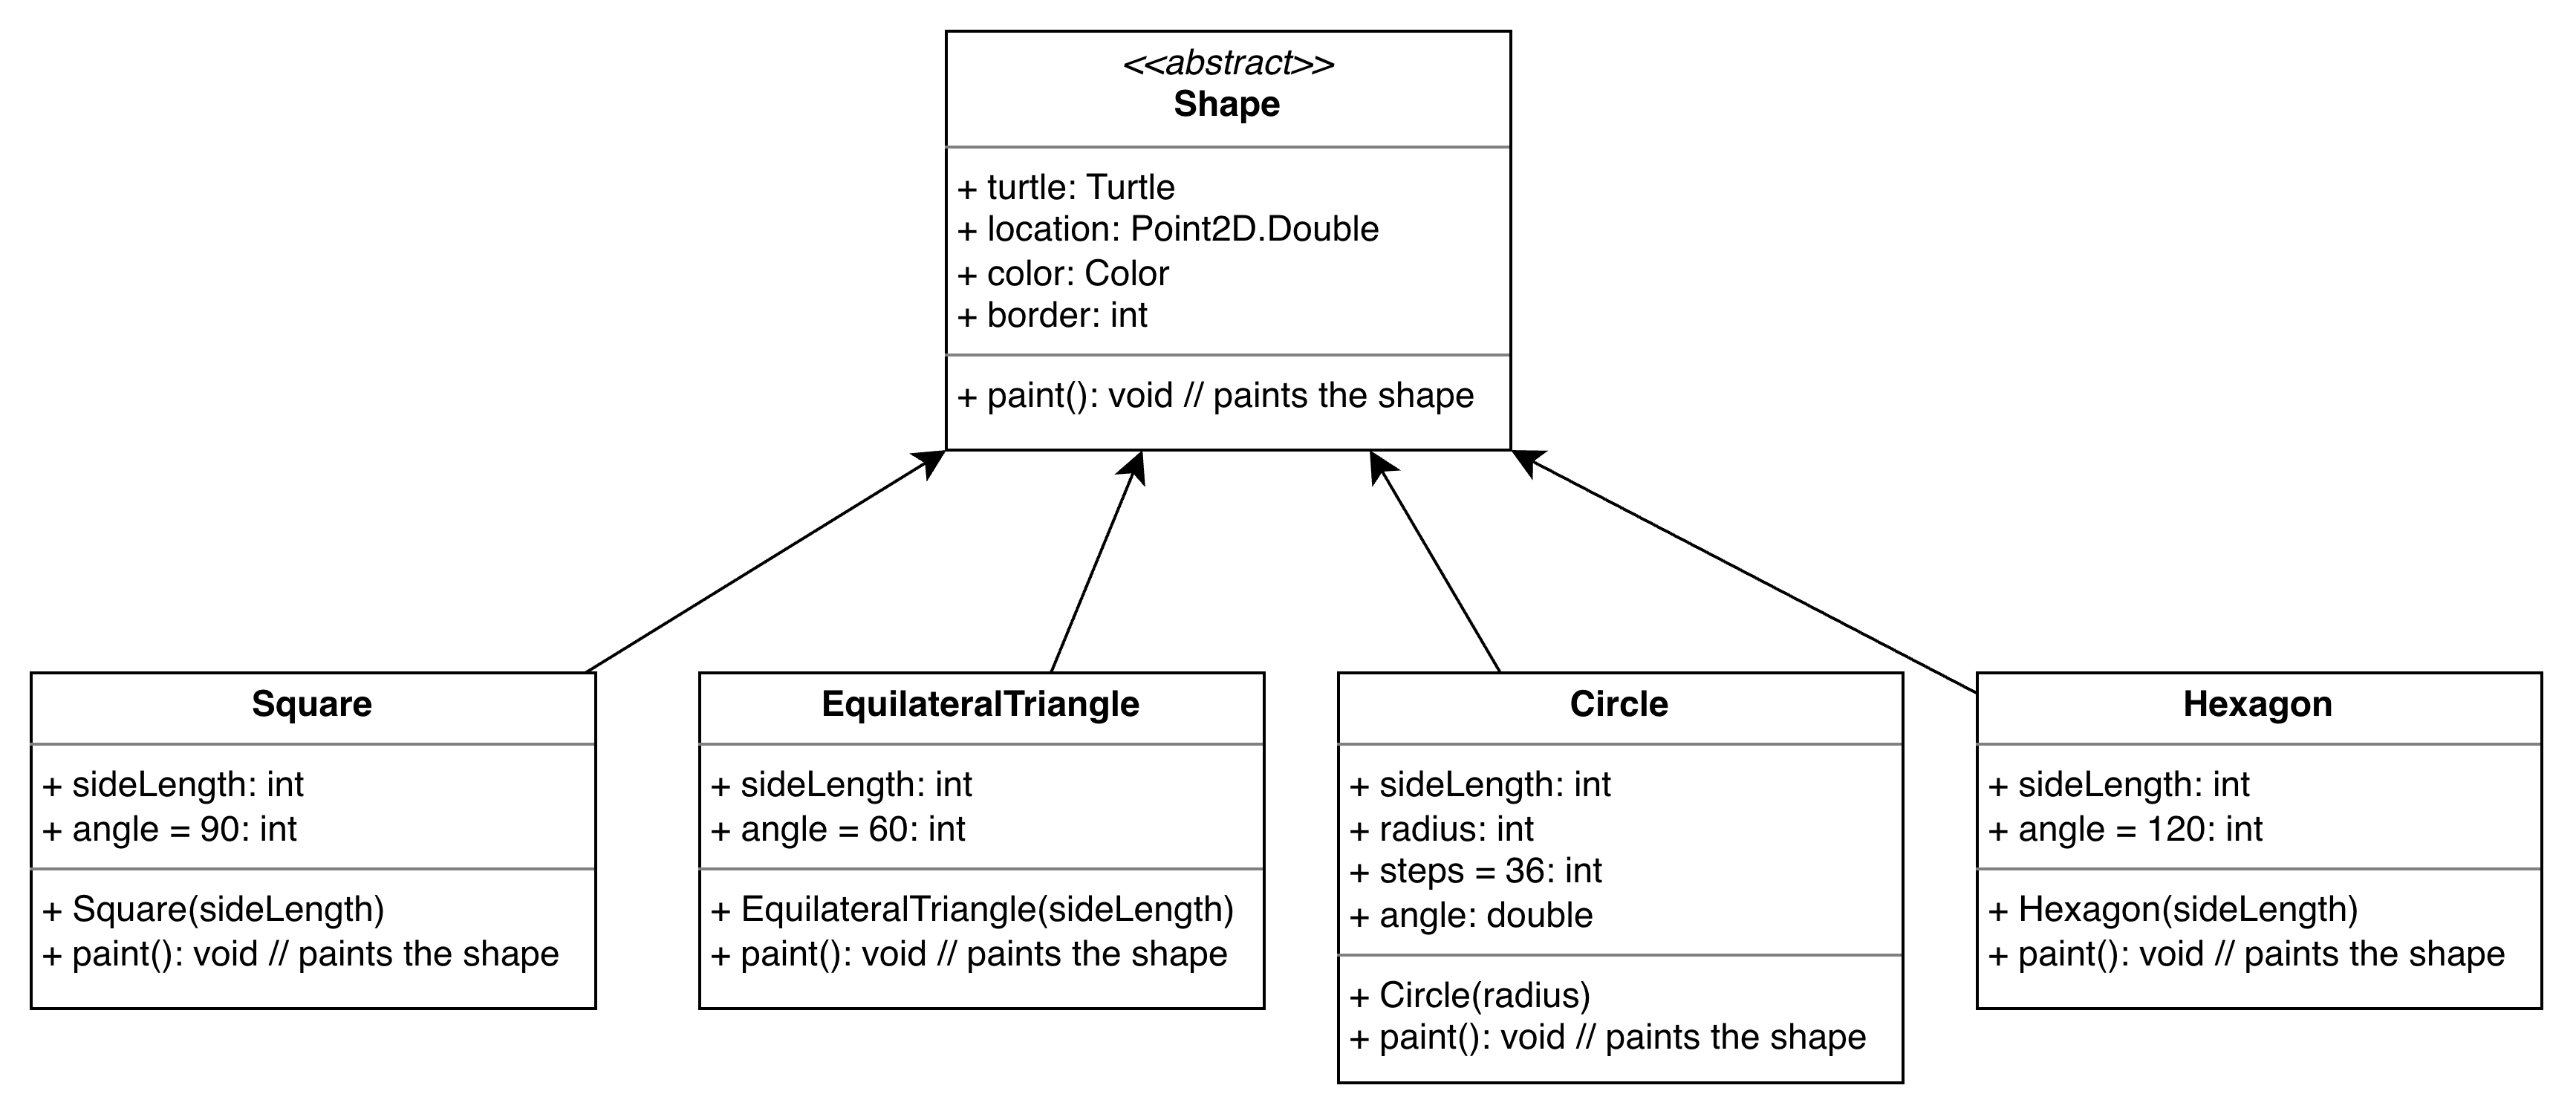 <<abstract>>
Shape
+ turtle: Turtle
+ location: Point2D.Double
+ color: Color
+ border: int
+ paint(): void // paints the shape
Square
+ sideLength: int
+ angle = 90: int
+ Square(sideLength)
+ paint(): void // paints the shape
EquilateralTriangle
+ sideLength: int
+ angle = 60: int
+ EquilateralTriangle(sideLength)
+ paint(): void // paints the shape
Circle
+ sideLength: int
+ radius: int
+ steps = 36: int
+ angle: double
+ Circle(radius)
+ paint(): void // paints the shape
Hexagon
+ sideLength: int
+ angle = 120: int
+ Hexagon(sideLength)
+ paint(): void // paints the shape